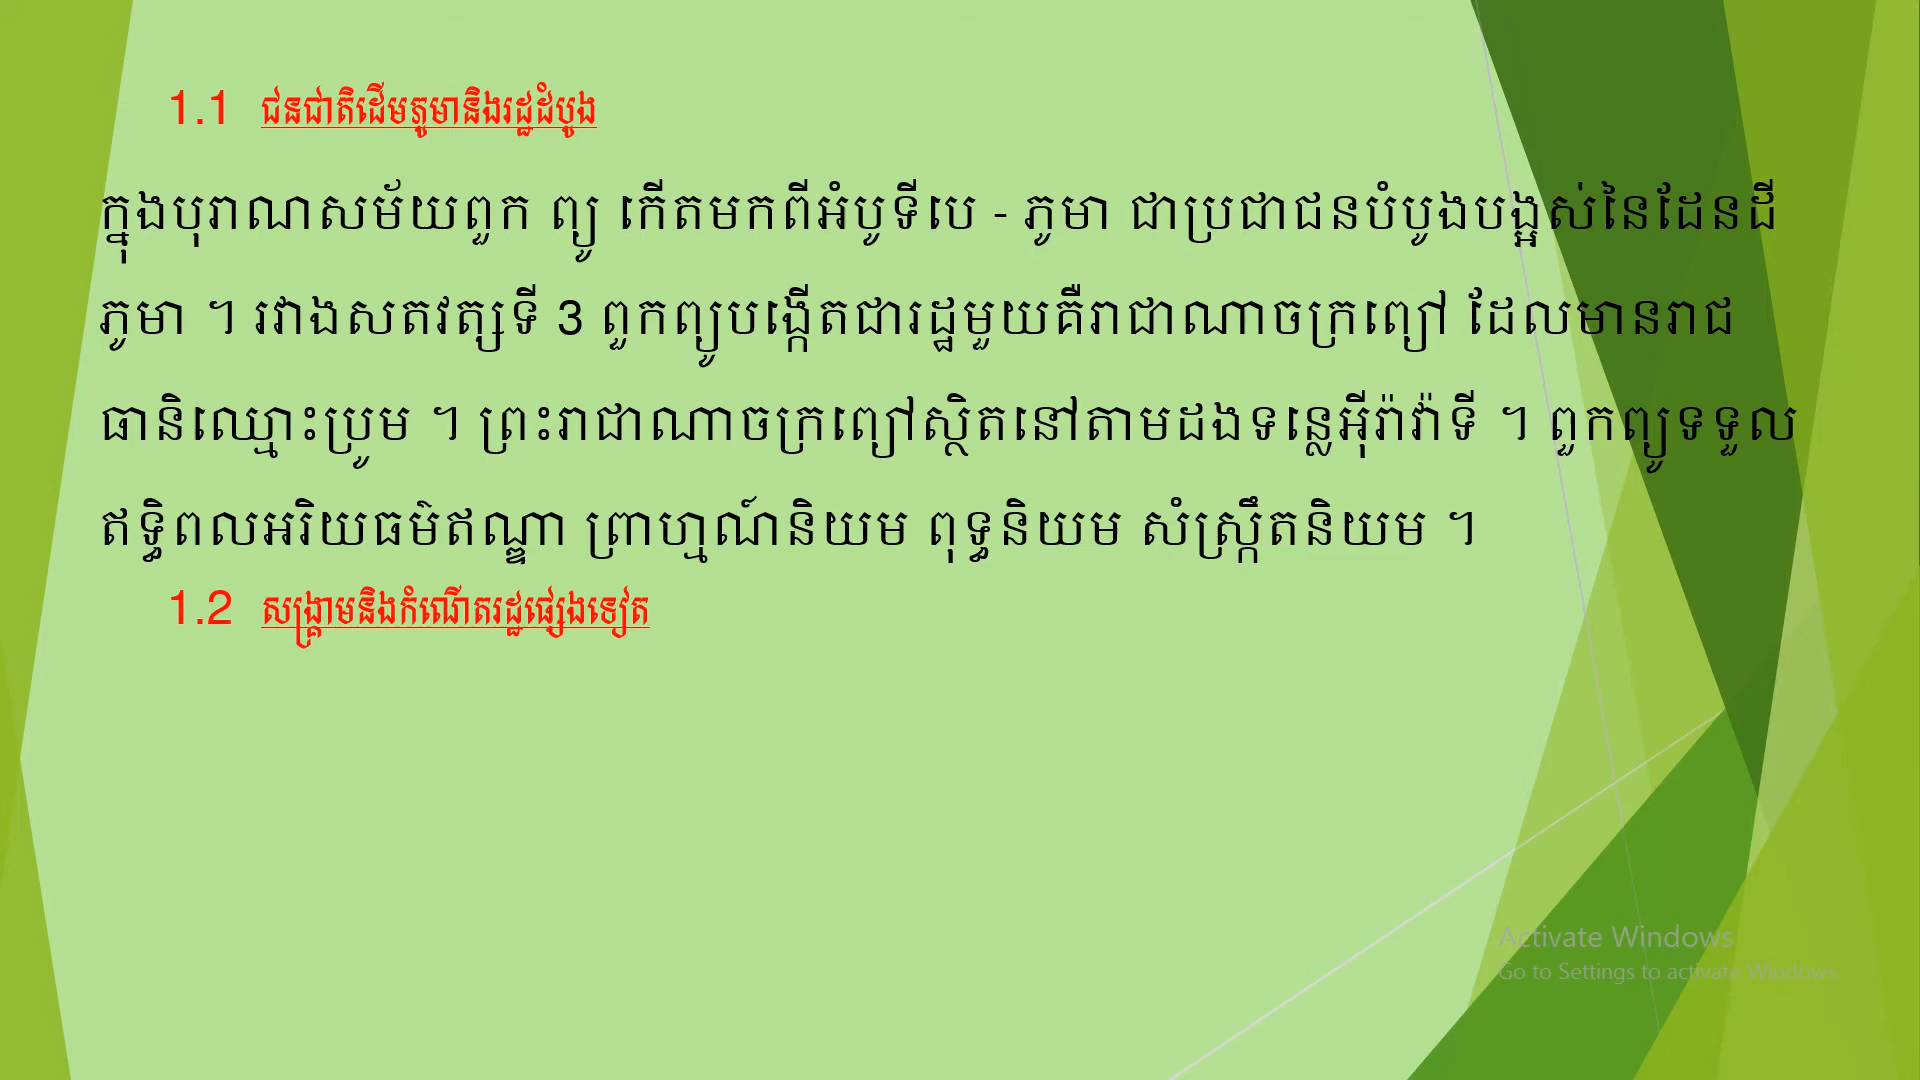 1.1 ជនជាតិដើមភូមានិងរដ្ឋដំបូង
ក្នុងបុរាណសម័យពួក ព្យូ កើតមកពីអំបូទីបេ - ភូមា ជាប្រជាជនបំបូងបង្អស់នៃដែនដី
ភូមា ។ រវាងសតវត្សទី 3 ពួកព្យូបង្កើតជារដ្ឋមួយគឺរាជាណាចក្រព្យៅ ដែលមានរាជ
ធានិឈ្មោះប្រូម ។ ព្រះរាជាណាចក្រព្យៅស្ថិតនៅតាមដងទន្លេអ៊ីរ៉ាវ៉ាទី ។ ពួកព្យូទទួល
ឥទ្ធិពលអរិយធម៌ឥណ្ឌា ព្រាហ្មណ៍និយម ពុទ្ធនិយម សំស្ក្រឹតនិយម ។
1.2 សង្គ្រាមនិងកំណើតរដ្ឋផ្សេងទៀត
Activate Windows
Go to Settings to activate Windows.